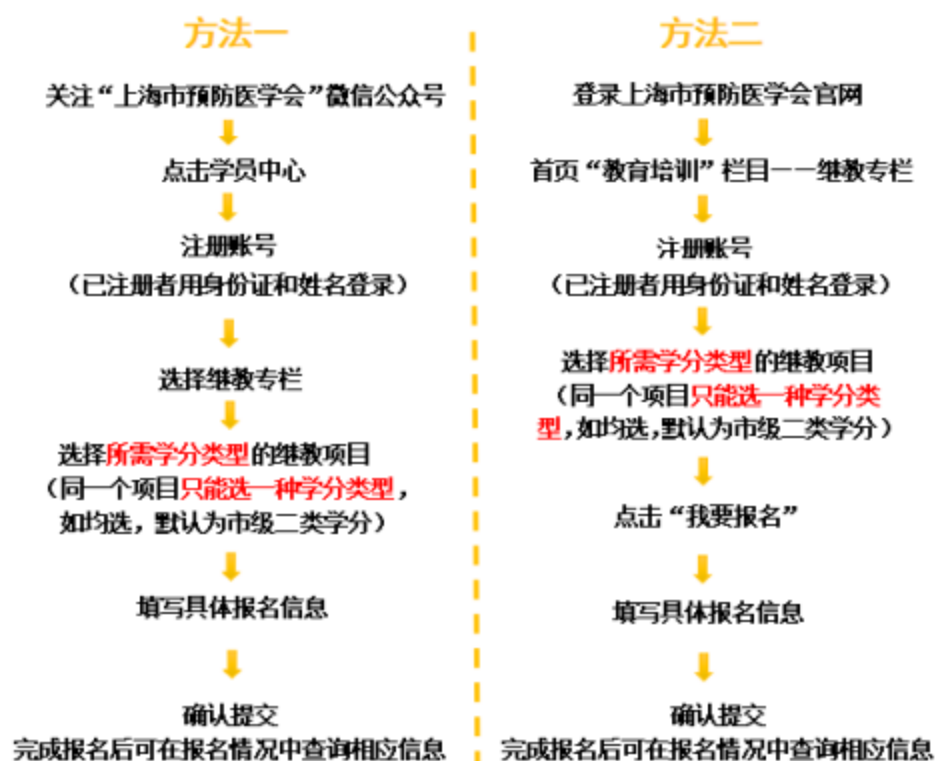 方法一
关注“上海市预防医学会”微信公众号
点击学员中心
注册账号
（已注册者用身份证和姓名登录）
选择继教专栏
选择所需学分类型的继教项目
（同一个项目只能选一种学分类型，
如均选，默认为市级二类学分）
填写具体报名信息
确认提交
完成报名后可在报名情况中查询相应信息
方法二
登录上海市预防医学会官网
首页“教育培训”栏目——继教专栏
注册账号
（已注册者用身份证和姓名登录）
选择所需学分类型的继教项目
（同一个项目只能选一种学分类
型，如均选，默认为市级二类学分）
点击“我要报名”
填写具体报名信息
确认提交
完成报名后可在报名情况中查询相应信息